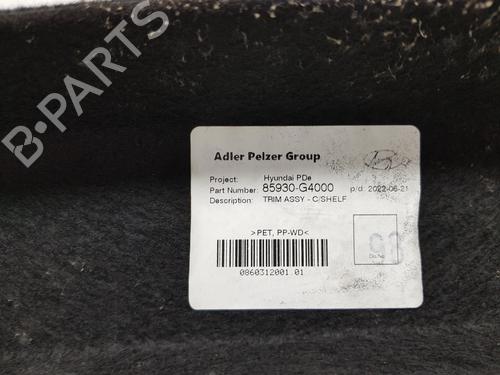 B-PARTS
Adler Pelzer Group
Project: Hyundai PDe
Part Number: 85930-G4000 p/d: 2022-06-21
Description: TRIM ASSY - C/SHELF
>PET, PP-WD<
0860312001.01